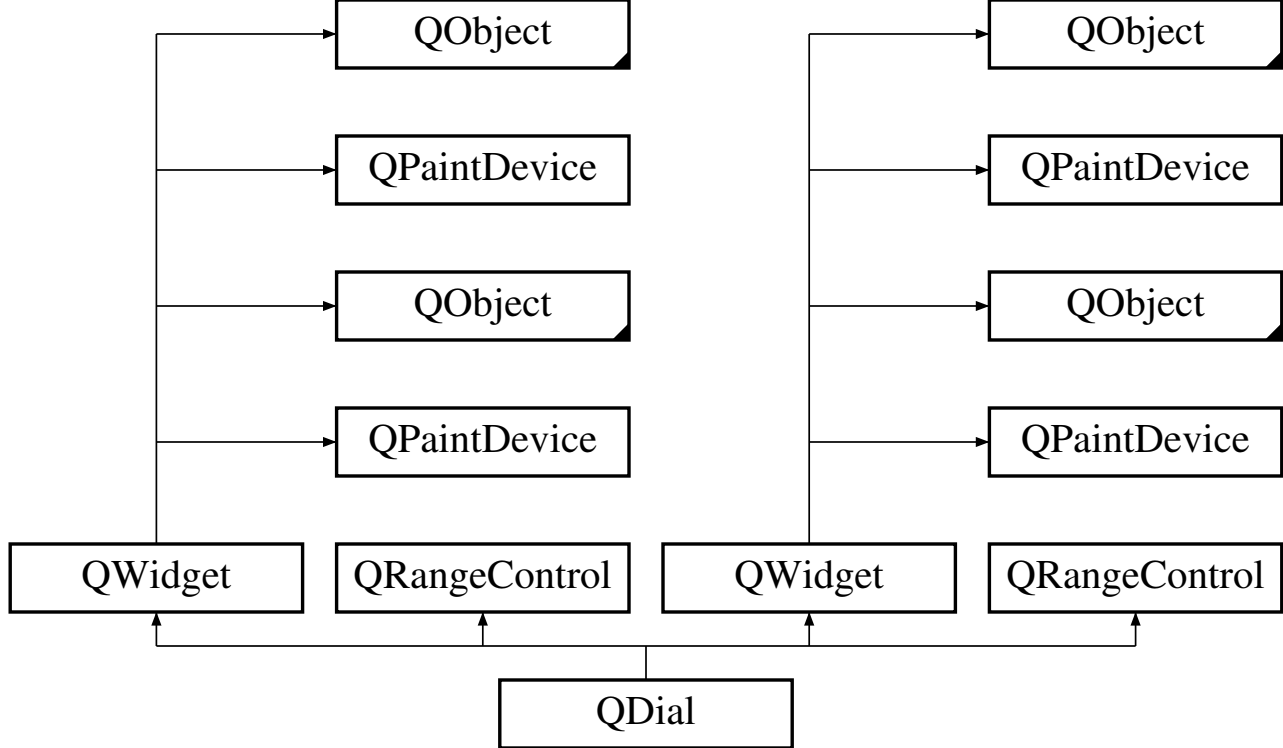 QObject
QObject
QPaintDevice
QPaintDevice
QObject
QObject
QPaintDevice
QPaintDevice
QWidget
QRangeControl
QWidget
QRangeControl
QDial